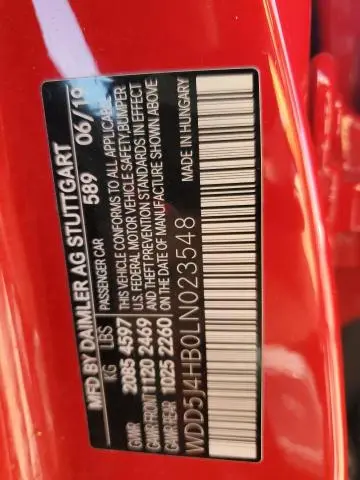 MFD BY DAIMLER AG STUTTGART
PASSENGER CAR 589 06/19
KG LBS THIS VEHICLE CONFORMS TO ALL APPLICABLE
GVWR 2085 4597 U.S. FEDERAL MOTOR VEHICLE SAFETY, BUMPER
GAWR FRONT 1120 2469 AND THEFT PREVENTION STANDARDS IN EFFECT
GAWR REAR 1025 2260 ON THE DATE OF MANUFACTURE SHOWN ABOVE
WDD5J4HB0LN023548 MADE IN HUNGARY